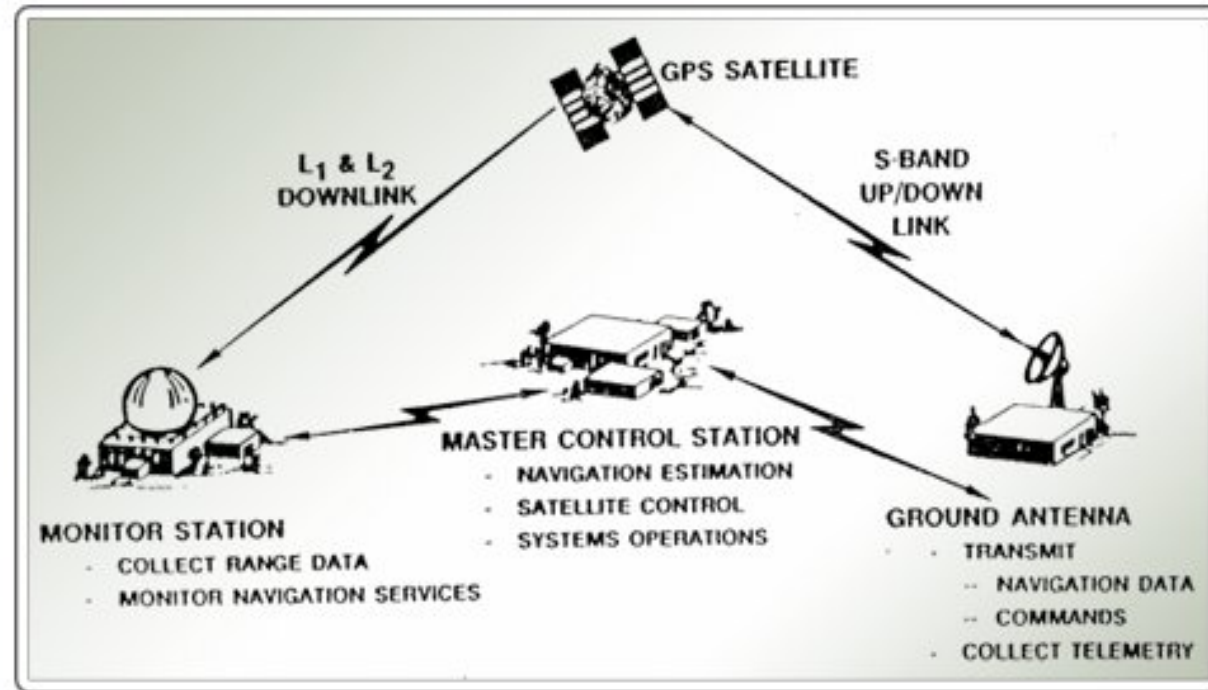 GPS SATELLITE
L1 & L2
DOWNLINK
S-BAND
UP/DOWN
LINK
MASTER CONTROL STATION
- NAVIGATION ESTIMATION
- SATELLITE CONTROL
- SYSTEMS OPERATIONS
MONITOR STATION
- COLLECT RANGE DATA
- MONITOR NAVIGATION SERVICES
GROUND ANTENNA
- TRANSMIT
-- NAVIGATION DATA
-- COMMANDS
- COLLECT TELEMETRY